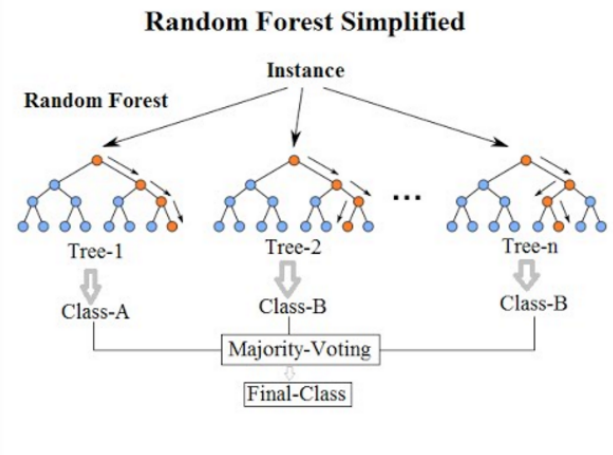 Random Forest Simplified
Instance
Random Forest
...
Tree-1 Tree-2 Tree-n
Class-A Class-B Class-B
Majority-Voting
Final-Class